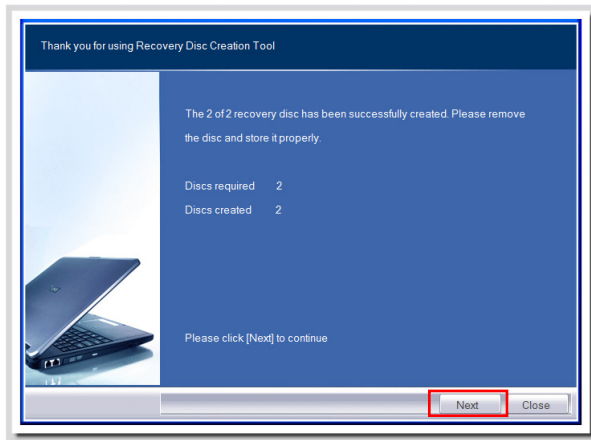 Thank you for using Recovery Disc Creation Tool
The 2 of 2 recovery disc has been successfully created. Please remove
the disc and store it properly.
Discs required 2
Discs created 2
Please click [Next] to continue
Next Close